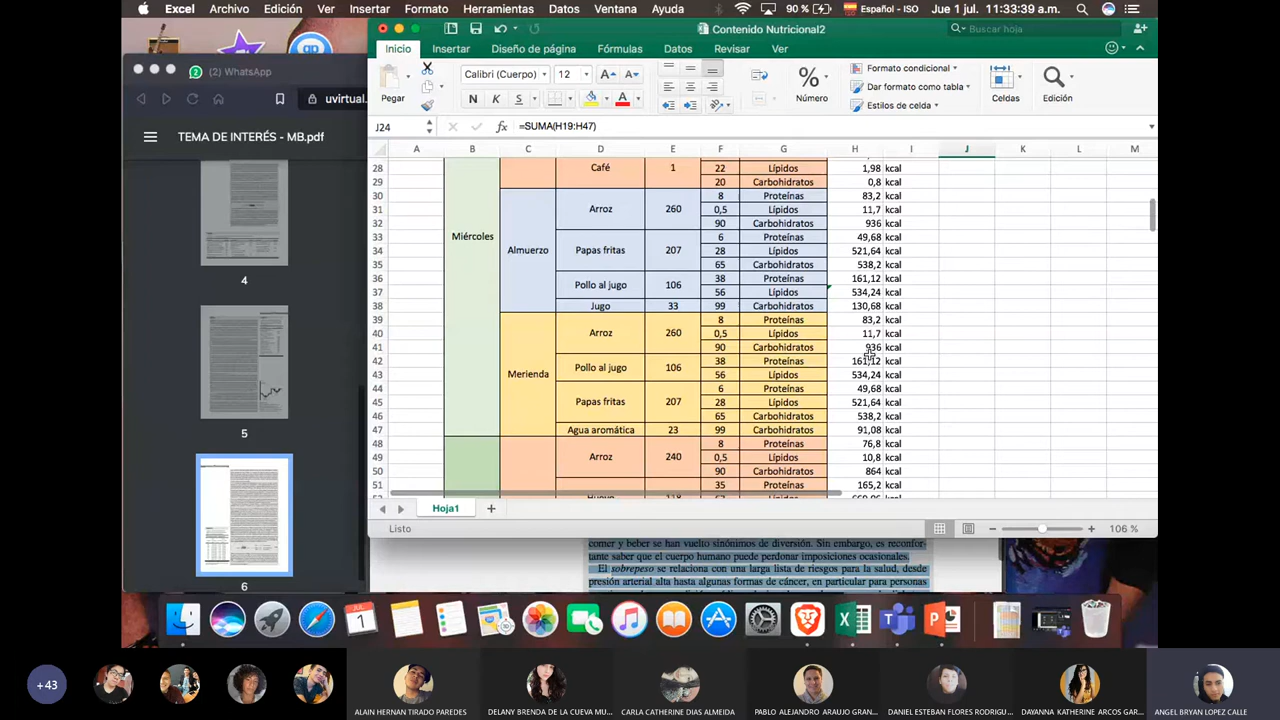 Excel Archivo Edición Ver Insertar Formato Herramientas Datos Ventana Ayuda 90 % Español - ISO Jue 1 jul. 11:33:39 a.m.
Contenido Nutricional2 Buscar hoja
(2) WhatsApp
Inicio Insertar Diseño de página Fórmulas Datos Revisar Ver
uvirtual.
Pegar Calibri (Cuerpo) 12 A A Número Formato condicional Celdas Edición
N K S A Dar formato como tabla
Estilos de celda
TEMA DE INTERÉS - MB.pdf
J24 fx =SUMA(H19:H47)
A B C D E F G H I J K L M
28 Café 1 22 Lípidos 1,98 kcal
29 20 Carbohidratos 0,8 kcal
30 8 Proteínas 83,2 kcal
31 Arroz 260 0,5 Lípidos 11,7 kcal
32 90 Carbohidratos 936 kcal
33 Miércoles 6 Proteínas 49,68 kcal
34 Almuerzo Papas fritas 207 28 Lípidos 521,64 kcal
35 65 Carbohidratos 538,2 kcal
36 Pollo al jugo 106 38 Proteínas 161,12 kcal
37 56 Lípidos 534,24 kcal
38 Jugo 33 99 Carbohidratos 130,68 kcal
39 8 Proteínas 83,2 kcal
40 Arroz 260 0,5 Lípidos 11,7 kcal
41 90 Carbohidratos 936 kcal
42 Pollo al jugo 106 38 Proteínas 161,12 kcal
43 Merienda 56 Lípidos 534,24 kcal
44 6 Proteínas 49,68 kcal
45 Papas fritas 207 28 Lípidos 521,64 kcal
46 65 Carbohidratos 538,2 kcal
47 Agua aromática 23 99 Carbohidratos 91,08 kcal
48 8 Proteínas 76,8 kcal
49 Arroz 240 0,5 Lípidos 10,8 kcal
50 90 Carbohidratos 864 kcal
51 35 Proteínas 165,2 kcal
4
5
6
Hoja1
Listo 106 %
comer y beber se han vuelto sinónimos de diversión. Sin embargo, es reconfor-
tante saber que el cuerpo humano puede perdonar imposiciones ocasionales.
El sobrepeso se relaciona con una larga lista de riesgos para la salud, desde
presión arterial alta hasta algunas formas de cáncer, en particular para personas
JUL
1
+43
ALAIN HERNAN TIRADO PAREDES
DELANY BRENDA DE LA CUEVA MU...
CARLA CATHERINE DIAS ALMEIDA
PABLO ALEJANDRO ARAUJO GRAN...
DANIEL ESTEBAN FLORES RODRIGU...
DAYANNA KATHERINE ARCOS GAR...
ANGEL BRYAN LOPEZ CALLE